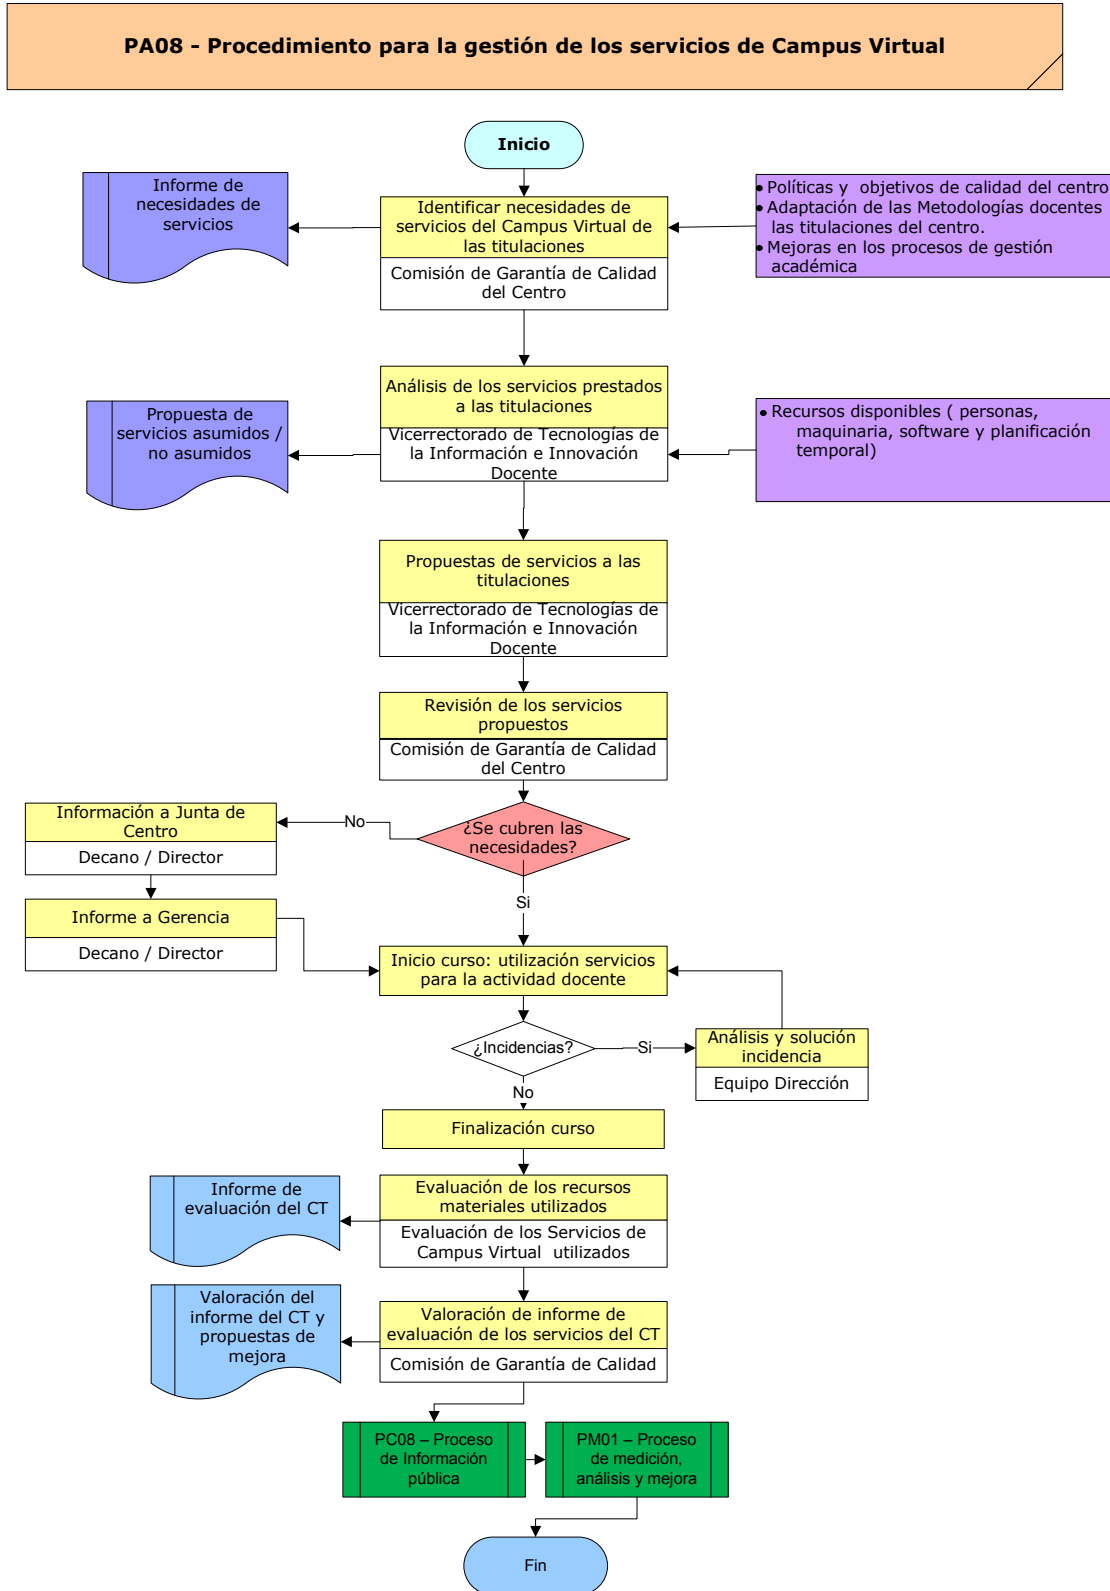 PA08 - Procedimiento para la gestión de los servicios de Campus Virtual
Inicio
Informe de
necesidades de
servicios
Identificar necesidades de
servicios del Campus Virtual de
las titulaciones
Comisión de Garantía de Calidad
del Centro
• Políticas y objetivos de calidad del centro
• Adaptación de las Metodologías docentes
las titulaciones del centro.
• Mejoras en los procesos de gestión
académica
Propuesta de
servicios asumidos /
no asumidos
Análisis de los servicios prestados
a las titulaciones
Vicerrectorado de Tecnologías de
la Información e Innovación
Docente
• Recursos disponibles ( personas,
maquinaria, software y planificación
temporal)
Propuestas de servicios a las
titulaciones
Vicerrectorado de Tecnologías de
la Información e Innovación
Docente
Revisión de los servicios
propuestos
Comisión de Garantía de Calidad
del Centro
¿Se cubren las
necesidades?
No
Información a Junta de
Centro
Decano / Director
Informe a Gerencia
Decano / Director
Si
Inicio curso: utilización servicios
para la actividad docente
¿Incidencias?
Si
Análisis y solución
incidencia
Equipo Dirección
No
Finalización curso
Informe de
evaluación del CT
Evaluación de los recursos
materiales utilizados
Evaluación de los Servicios de
Campus Virtual utilizados
Valoración del
informe del CT y
propuestas de
mejora
Valoración de informe de
evaluación de los servicios del CT
Comisión de Garantía de Calidad
PC08 – Proceso
de Información
pública
PM01 – Proceso
de medición,
análisis y mejora
Fin